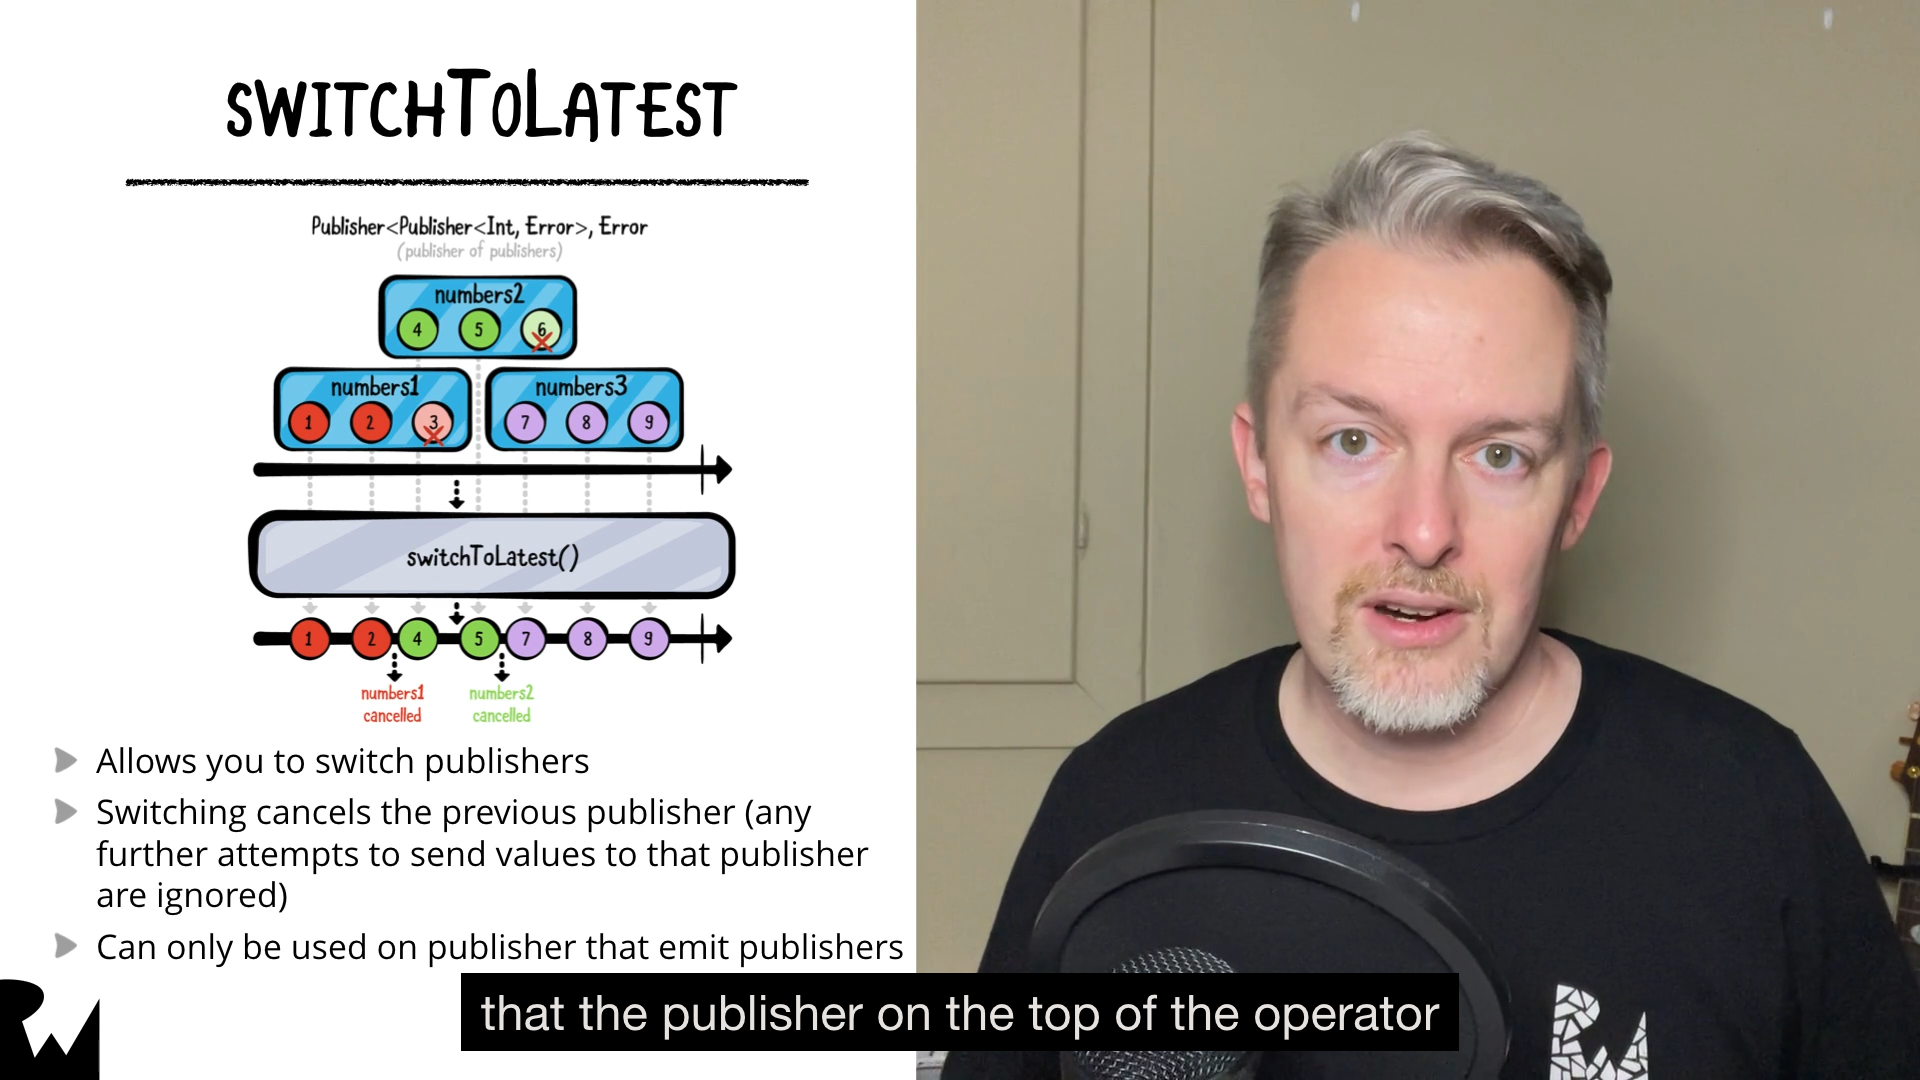 SWITCHTOLATEST
Publisher<Publisher<Int, Error>, Error
(publisher of publishers)
numbers2
4 5 6
numbers1 numbers3
1 2 3 7 8 9
switchToLatest()
1 2 4 5 7 8 9
numbers1 numbers2
cancelled cancelled
Allows you to switch publishers
Switching cancels the previous publisher (any
further attempts to send values to that publisher
are ignored)
Can only be used on publisher that emit publishers
that the publisher on the top of the operator